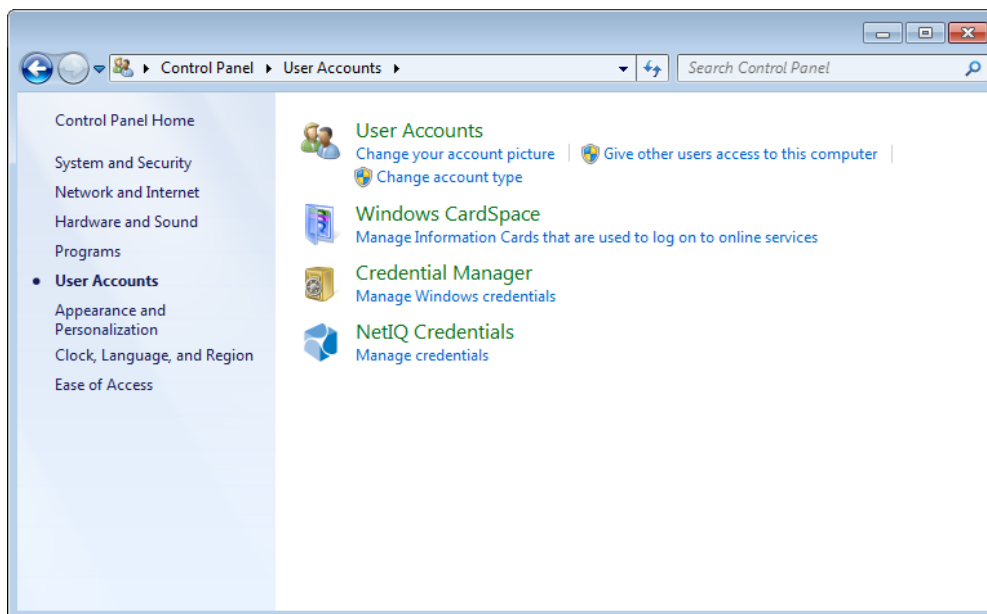 Control Panel User Accounts
Search Control Panel
Control Panel Home
System and Security
Network and Internet
Hardware and Sound
Programs
User Accounts
Appearance and
Personalization
Clock, Language, and Region
Ease of Access
User Accounts
Change your account picture Give other users access to this computer
Change account type
Windows CardSpace
Manage Information Cards that are used to log on to online services
Credential Manager
Manage Windows credentials
NetIQ Credentials
Manage credentials